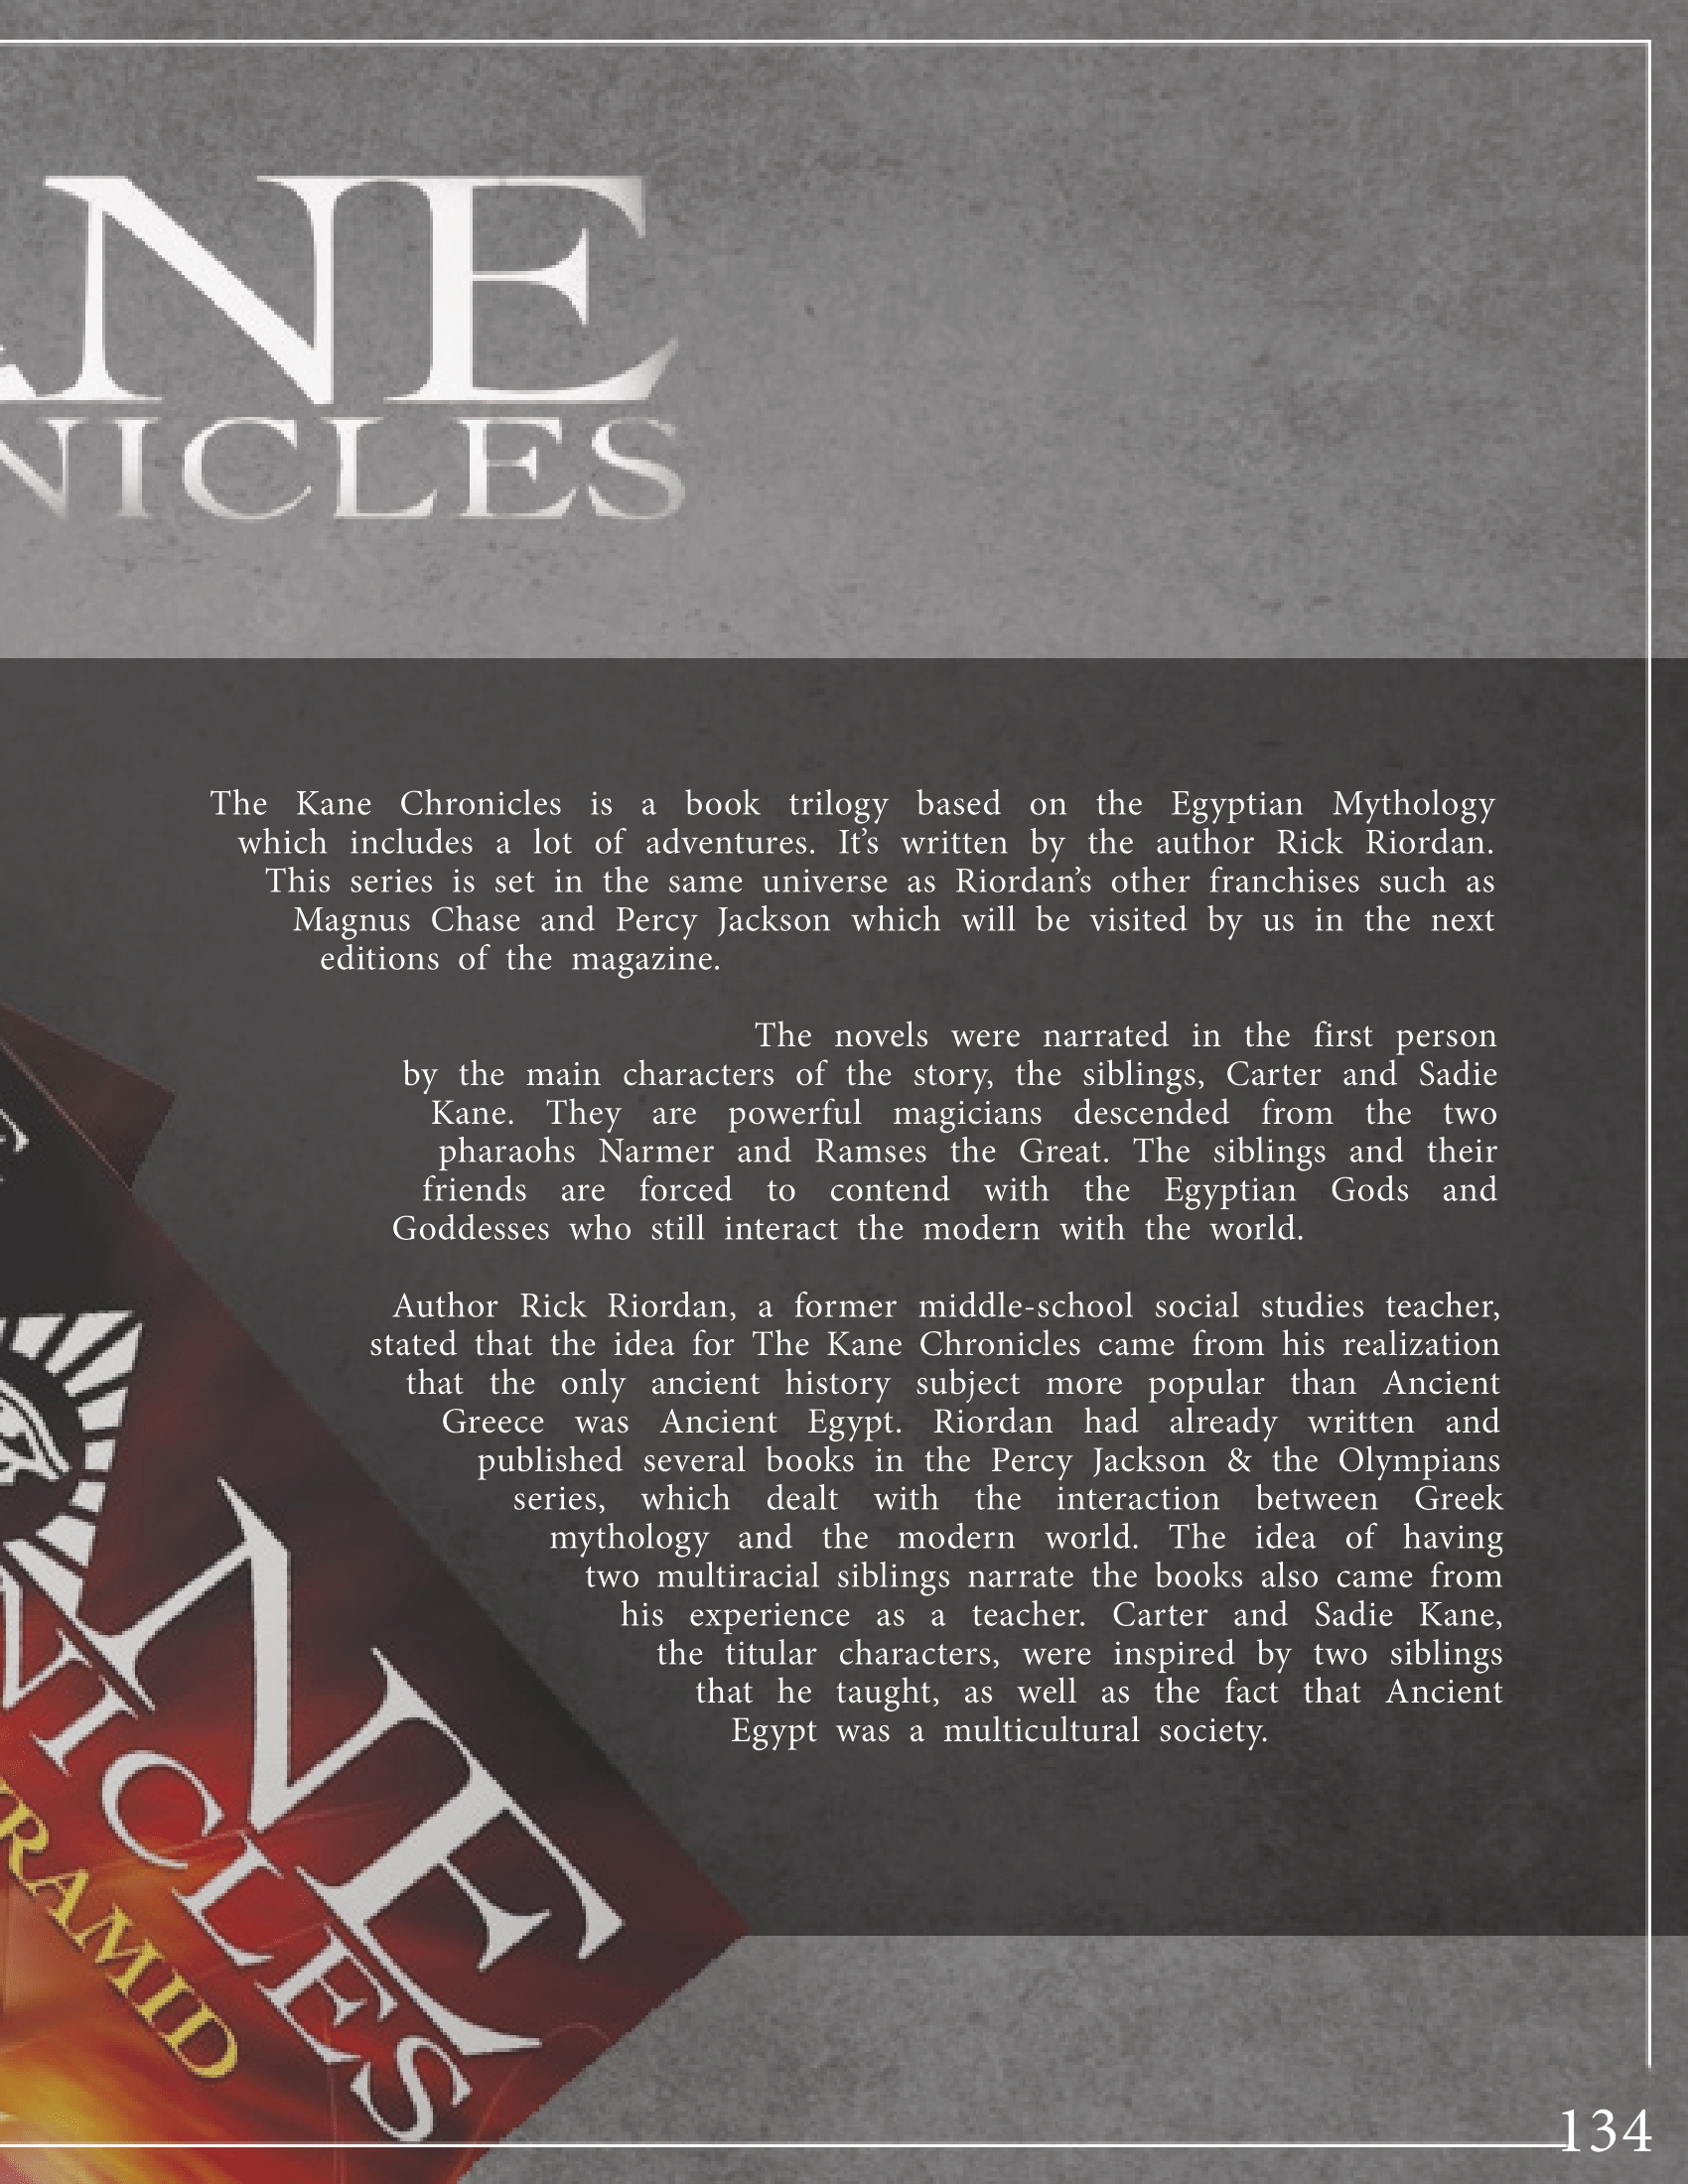 ANE
NICLES
The Kane Chronicles is a book trilogy based on the Egyptian Mythology
which includes a lot of adventures. It’s written by the author Rick Riordan.
This series is set in the same universe as Riordan’s other franchises such as
Magnus Chase and Percy Jackson which will be visited by us in the next
editions of the magazine.
The novels were narrated in the first person
by the main characters of the story, the siblings, Carter and Sadie
Kane. They are powerful magicians descended from the two
pharaohs Narmer and Ramses the Great. The siblings and their
friends are forced to contend with the Egyptian Gods and
Goddesses who still interact the modern with the world.
Author Rick Riordan, a former middle-school social studies teacher,
stated that the idea for The Kane Chronicles came from his realization
that the only ancient history subject more popular than Ancient
Greece was Ancient Egypt. Riordan had already written and
published several books in the Percy Jackson & the Olympians
series, which dealt with the interaction between Greek
mythology and the modern world. The idea of having
two multiracial siblings narrate the books also came from
his experience as a teacher. Carter and Sadie Kane,
the titular characters, were inspired by two siblings
that he taught, as well as the fact that Ancient
Egypt was a multicultural society.
NE
NICLES
RAMID
134